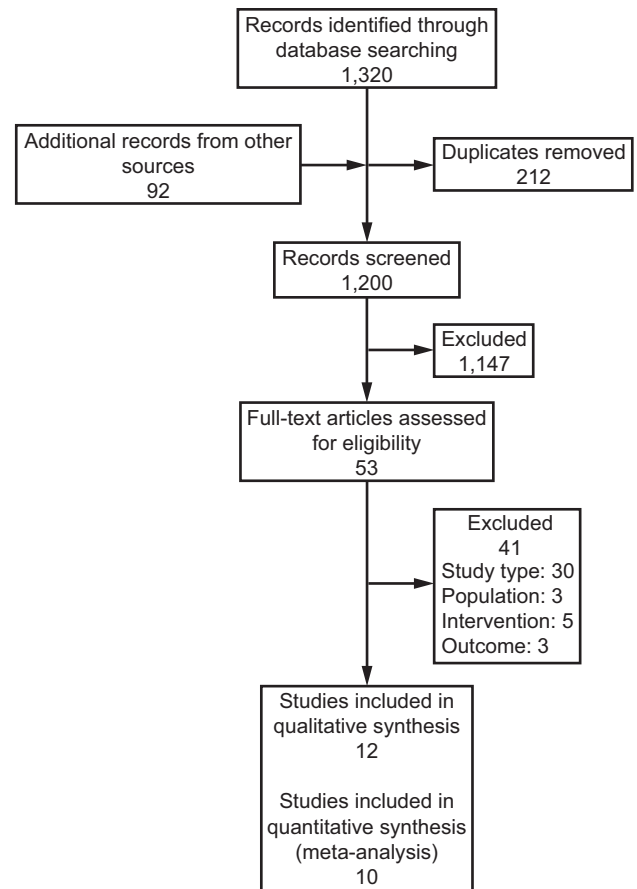 Records identified through
database searching
1,320
Additional records from other
sources
92
Duplicates removed
212
Records screened
1,200
Excluded
1,147
Full-text articles assessed
for eligibility
53
Excluded
41
Study type: 30
Population: 3
Intervention: 5
Outcome: 3
Studies included in
qualitative synthesis
12
Studies included in
quantitative synthesis
(meta-analysis)
10